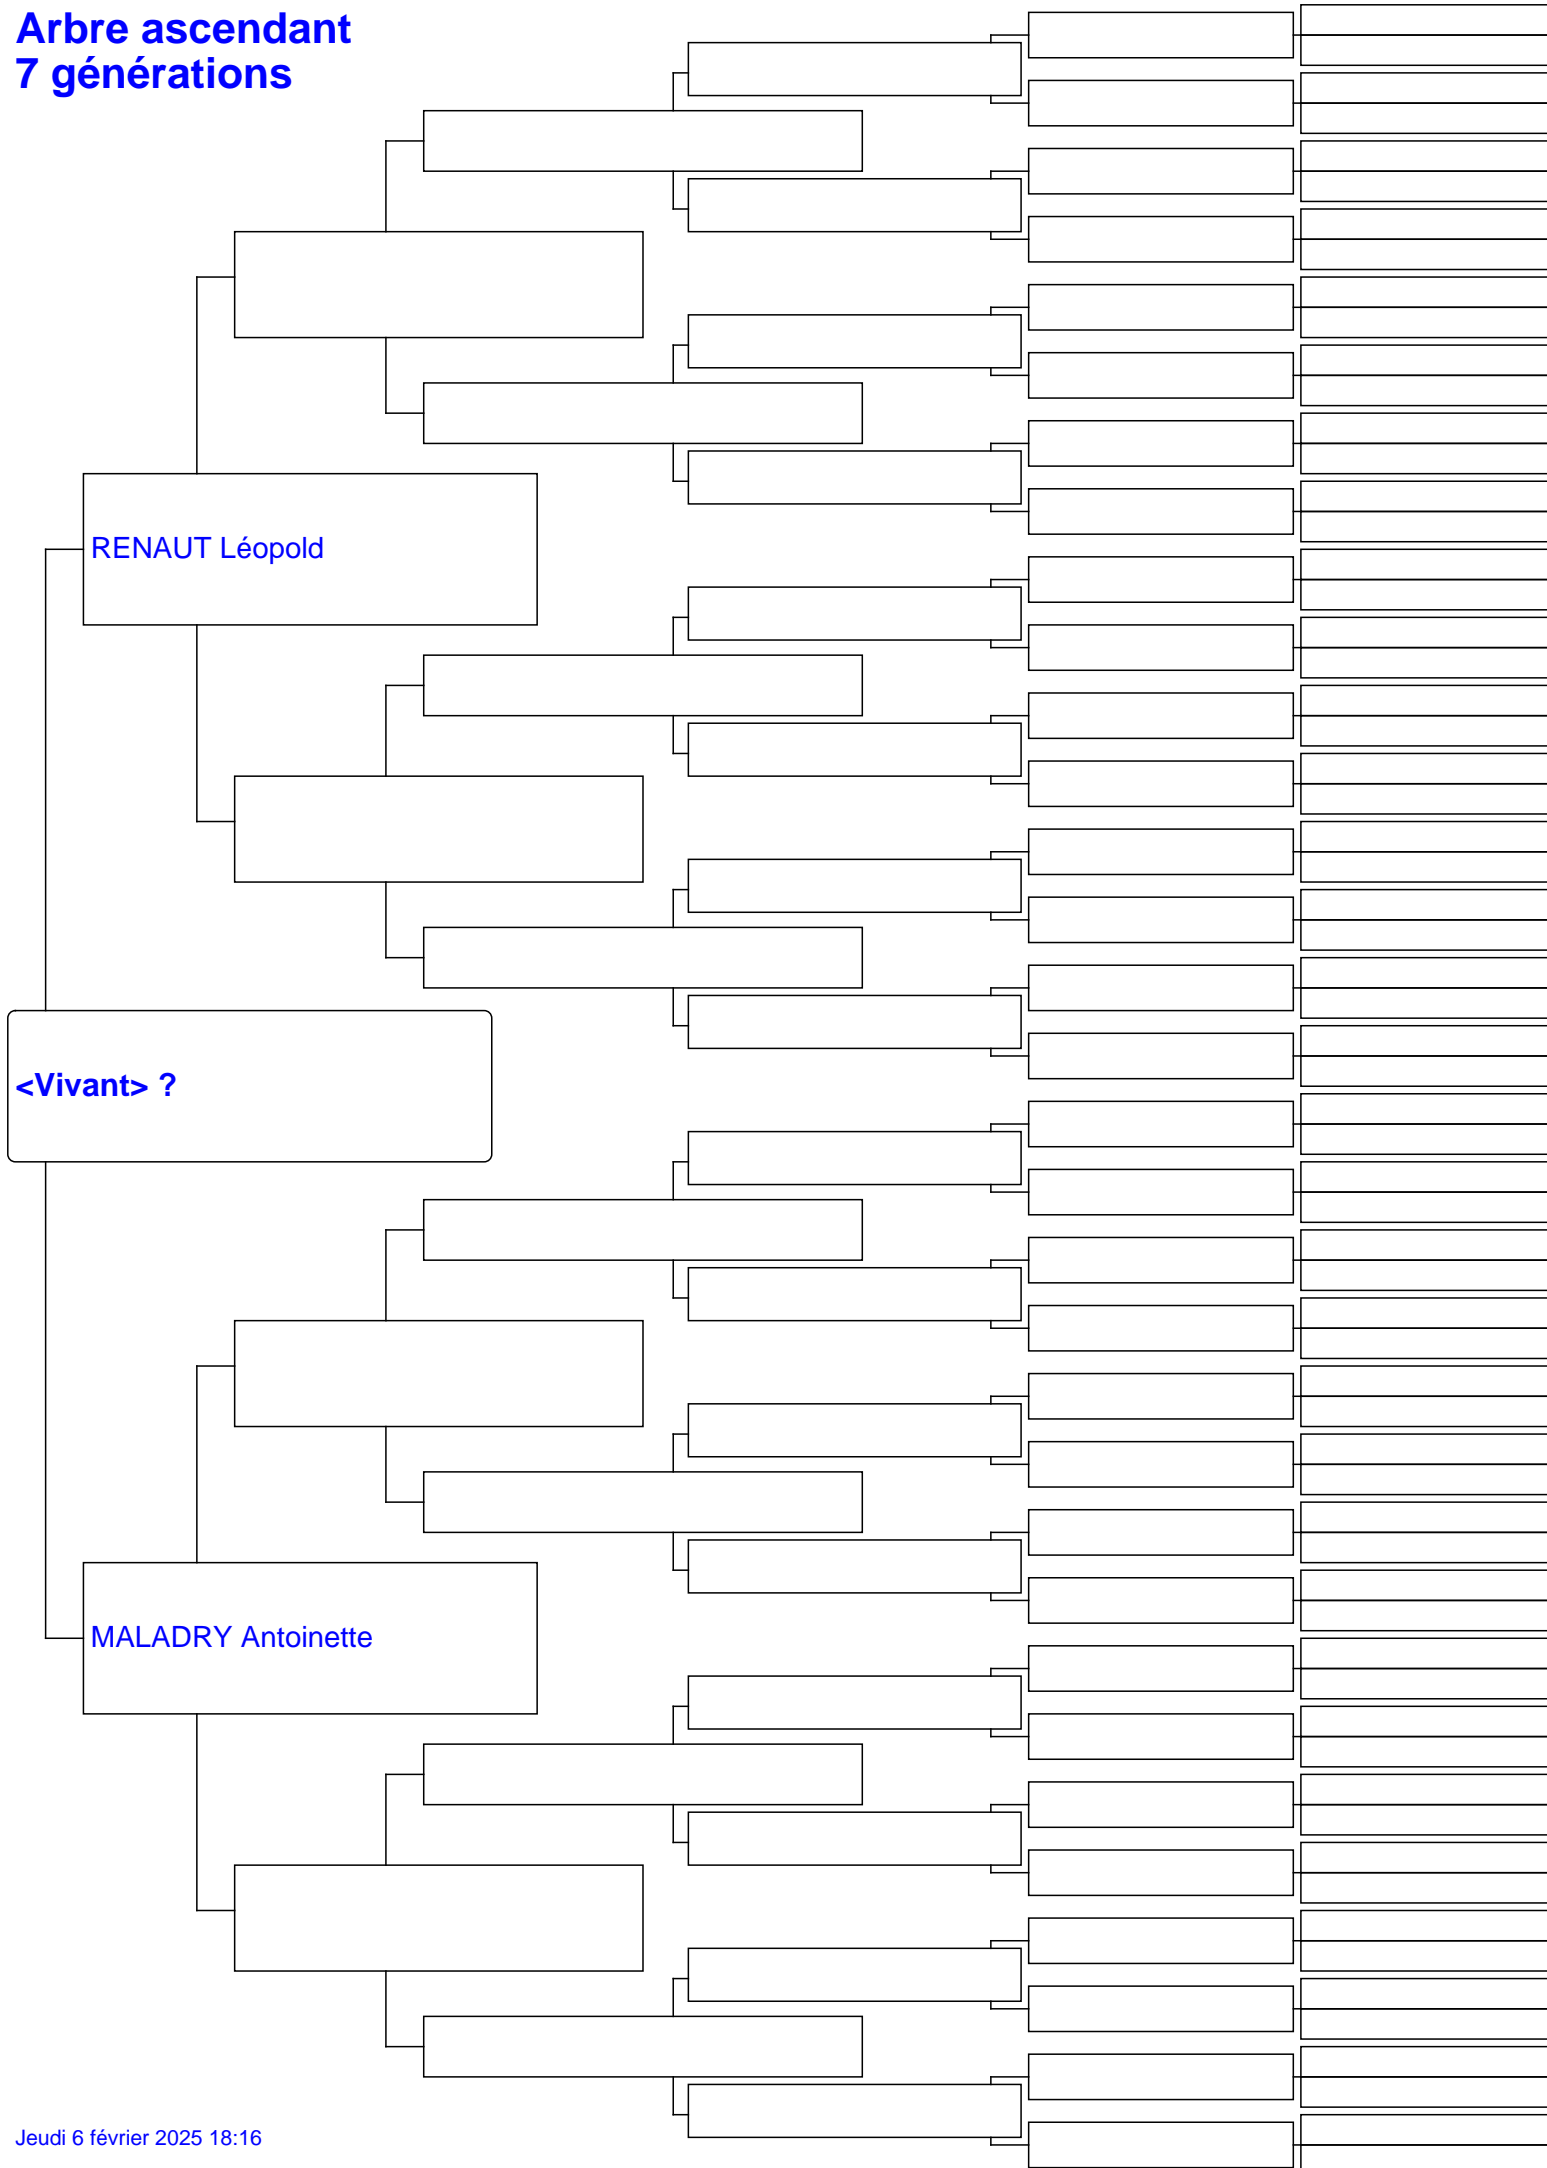 Arbre ascendant
7 générations
RENAUT Léopold
<Vivant> ?
MALADRY Antoinette
Jeudi 6 février 2025 18:16